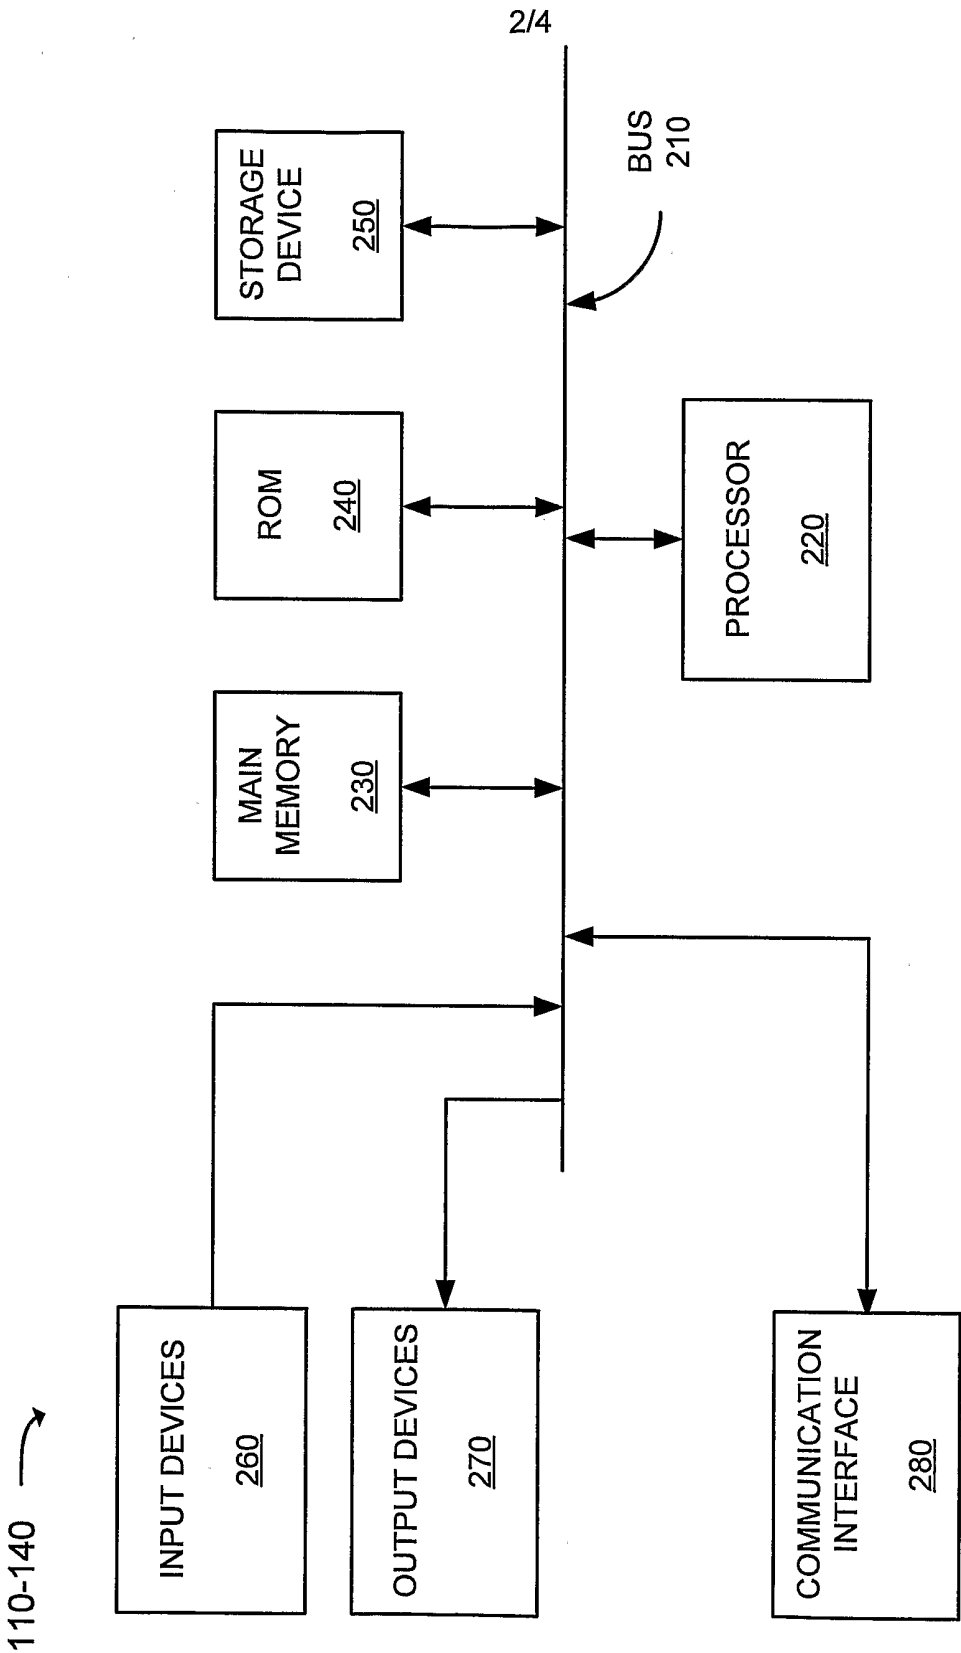 2/4
110-140
INPUT DEVICES
260
OUTPUT DEVICES
270
COMMUNICATION
INTERFACE
280
MAIN
MEMORY
230
ROM
240
STORAGE
DEVICE
250
PROCESSOR
220
BUS
210